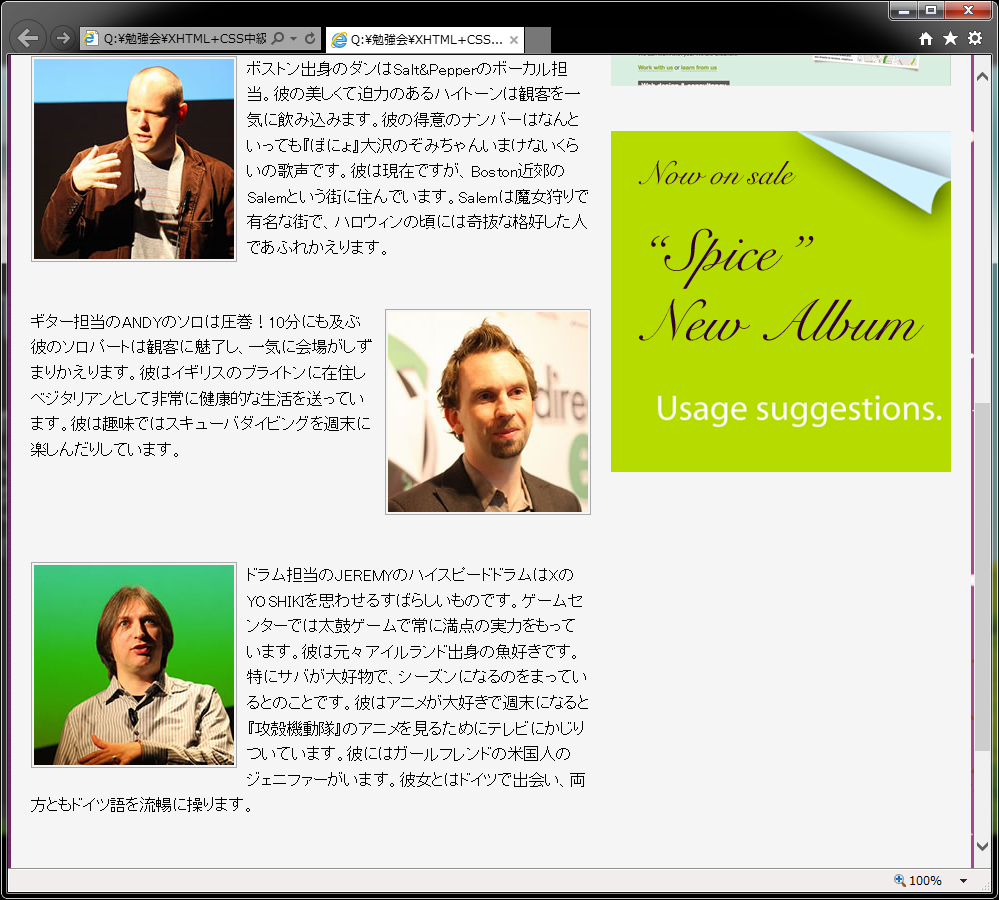 Q:¥勉強会¥XHTML+CSS中級
Q:¥勉強会¥XHTML+CSS...
ボストン出身のダンはSalt&Pepperのボーカル担
当。彼の美しくて迫力のあるハイトーンは観客を一
気に飲み込みます。彼の得意のナンバーはなんと
いっても『ぽにょ』大沢のぞみちゃんいまけないくら
いの歌声です。彼は現在ですが、Boston近郊の
Salemという街に住んでいます。Salemは魔女狩りで
有名な街で、ハロウィンの頃には奇抜な格好した人
であふれかえります。
ギター担当のANDYのソロは圧巻！10分にも及ぶ
彼のソロパートは観客に魅了し、一気に会場がしず
まりかえります。彼はイギリスのブライトンに在住し
ベジタリアンとして非常に健康的な生活を送ってい
ます。彼は趣味ではスキューバダイビングを週末に
楽しんだりしています。
ドラム担当のJEREMYのハイスピードドラムはXの
YOSHIKIを思わせるすばらしいものです。ゲームセ
ンターでは太鼓ゲームで常に満点の実力をもって
います。彼は元々アイルランド出身の魚好きです。
特にサバが大好物で、シーズンになるのをまってい
るとのことです。彼はアニメが大好きで週末になると
『攻殻機動隊』のアニメを見るためにテレビにかじり
ついています。彼にはガールフレンドの米国人の
ジェニファーがいます。彼女とはドイツで出会い、両
方ともドイツ語を流暢に操ります。
Work with us or learn from us
Now on sale
“Spice”
New Album
Usage suggestions.
dire
100%